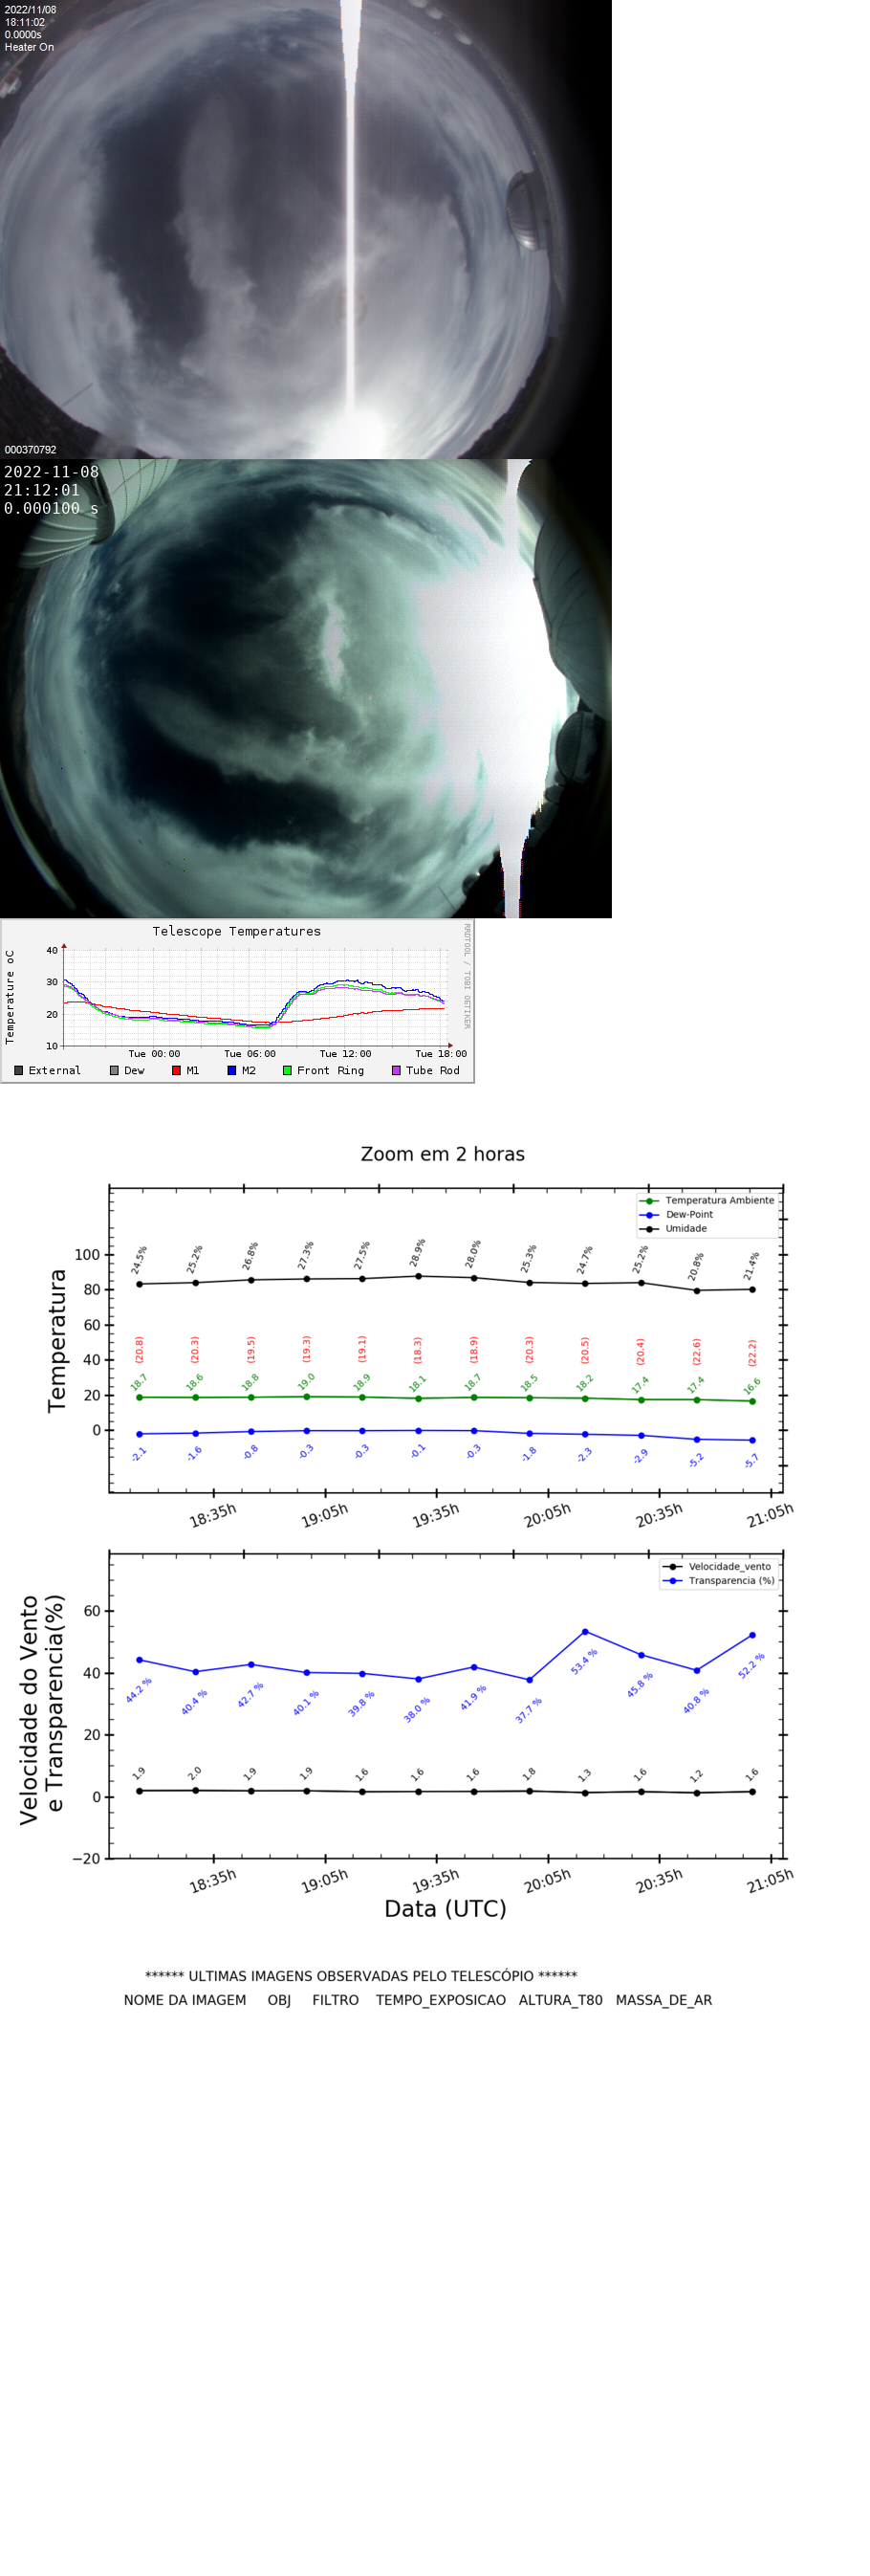 2022/11/08
18:11:02
0.0000s
Heater On
000370792
2022-11-08
21:12:01
0.000100 s
Telescope Temperatures
RRDTOOL / TOBI OETIKER
Temperature oC
40
30
20
10
Tue 00:00 Tue 06:00 Tue 12:00 Tue 18:00
External Dew M1 M2 Front Ring Tube Rod
Zoom em 2 horas
Temperatura Ambiente
Dew-Point
Umidade
Temperatura
100
80
60
40
20
0
24.5% 25.2% 26.8% 27.3% 27.5% 28.9% 28.0% 25.3% 24.7% 25.2% 20.8% 21.4%
(20.8) (20.3) (19.5) (19.3) (19.1) (18.3) (18.9) (20.3) (20.5) (20.4) (22.6) (22.2)
18.7 18.6 18.8 19.0 18.9 18.1 18.7 18.5 18.2 17.4 17.4 16.6
-2.1 -1.6 -0.8 -0.3 -0.3 -0.1 -0.3 -1.8 -2.3 -2.9 -5.2 -5.7
18:35h 19:05h 19:35h 20:05h 20:35h 21:05h
Velocidade_vento
Transparencia (%)
Velocidade do Vento
e Transparencia(%)
60
40
20
0
−20
44.2 % 40.4 % 42.7 % 40.1 % 39.8 % 38.0 % 41.9 % 37.7 % 53.4 % 45.8 % 40.8 % 52.2 %
1.9 2.0 1.9 1.9 1.6 1.6 1.6 1.8 1.3 1.6 1.2 1.6
18:35h 19:05h 19:35h 20:05h 20:35h 21:05h
Data (UTC)
****** ULTIMAS IMAGENS OBSERVADAS PELO TELESCÓPIO ******
NOME DA IMAGEM OBJ FILTRO TEMPO_EXPOSICAO ALTURA_T80 MASSA_DE_AR